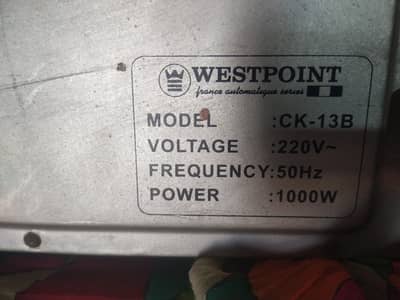 WESTPOINT
france automatique series
MODEL :CK-13B
VOLTAGE :220V~
FREQUENCY:50Hz
POWER :1000W